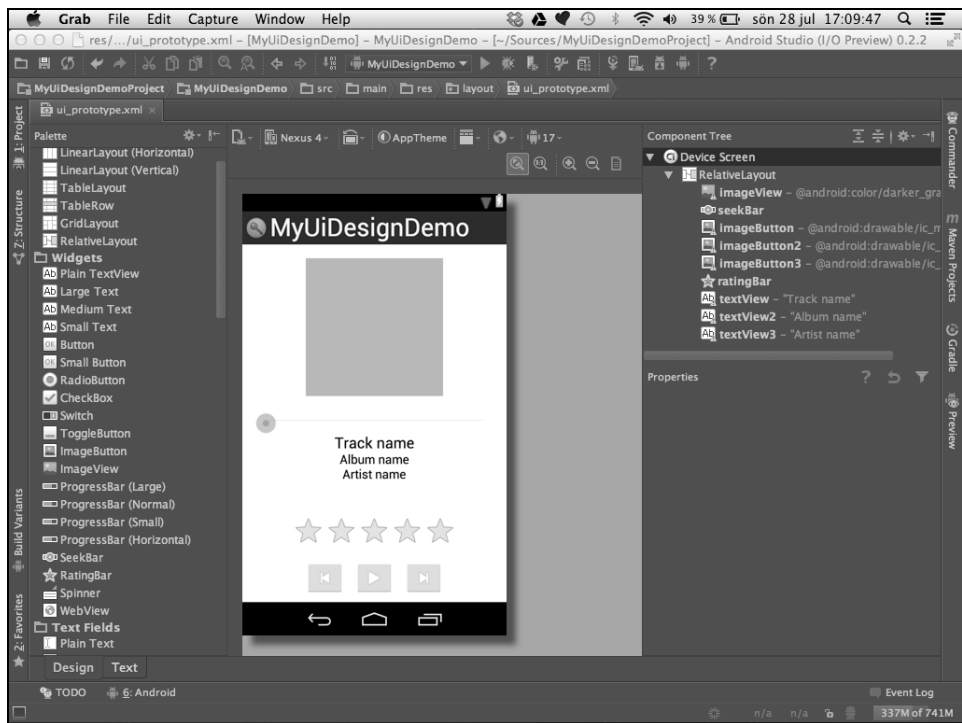 Grab File Edit Capture Window Help 39 % sön 28 jul 17:09:47
res/.../ui_prototype.xml – [MyUiDesignDemo] – MyUiDesignDemo – [~/Sources/MyUiDesignDemoProject] – Android Studio (I/O Preview) 0.2.2
MyUiDesignDemo
MyUiDesignDemoProject MyUiDesignDemo src main res layout ui_prototype.xml
ui_prototype.xml
1: Project
Z: Structure
Build Variants
2: Favorites
Palette
LinearLayout (Horizontal)
LinearLayout (Vertical)
TableLayout
TableRow
GridLayout
RelativeLayout
Widgets
Plain TextView
Large Text
Medium Text
Small Text
Button
Small Button
RadioButton
CheckBox
Switch
ToggleButton
ImageButton
ImageView
ProgressBar (Large)
ProgressBar (Normal)
ProgressBar (Small)
ProgressBar (Horizontal)
SeekBar
RatingBar
Spinner
WebView
Text Fields
Plain Text
Nexus 4 AppTheme 17
MyUiDesignDemo
Track name
Album name
Artist name
Component Tree
Device Screen
RelativeLayout
imageView – @android:color/darker_gra
seekBar
imageButton – @android:drawable/ic_m
imageButton2 – @android:drawable/ic_
imageButton3 – @android:drawable/ic_
ratingBar
textView – "Track name"
textView2 – "Album name"
textView3 – "Artist name"
Properties
Commander
Maven Projects
Gradle
Preview
Design Text
TODO 6: Android Event Log
n/a n/a 337M of 741M